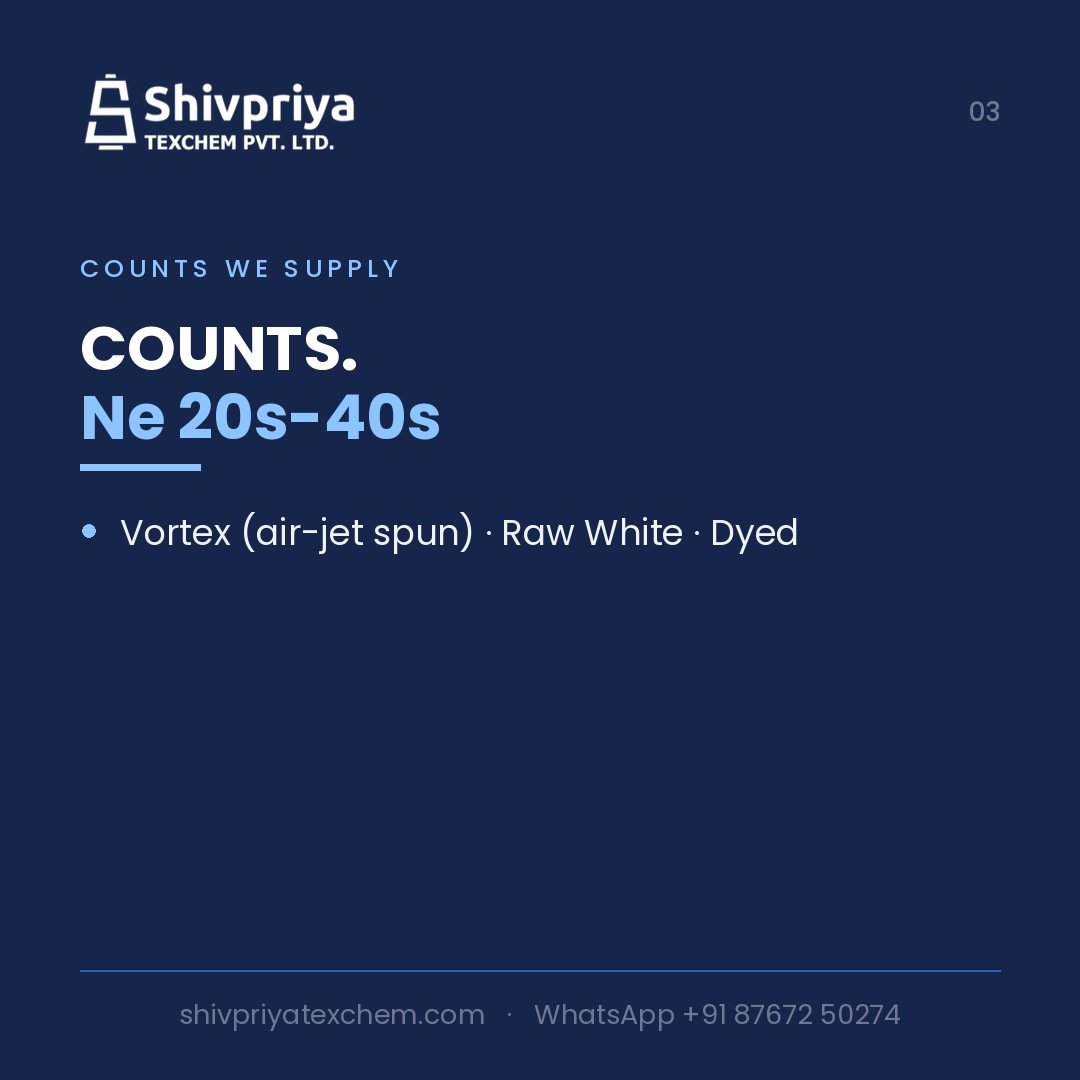 Shivpriya
TEXCHEM PVT. LTD.
03
COUNTS WE SUPPLY
COUNTS.
Ne 20s-40s
• Vortex (air-jet spun) · Raw White · Dyed
shivpriyatexchem.com · WhatsApp +91 87672 50274